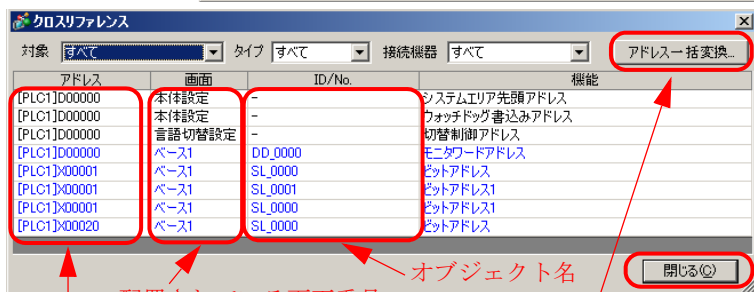 クロスリファレンス
対象 すべて タイプ すべて 接続機器 すべて アドレス一括変換...
アドレス 画面 ID/No. 機能
[PLC1]D00000 本体設定 - システムエリア先頭アドレス
[PLC1]D00000 本体設定 - ウォッチドッグ書込みアドレス
[PLC1]D00000 言語切替設定 - 切替制御アドレス
[PLC1]D00000 ベース1 DD_0000 モニタワードアドレス
[PLC1]X00001 ベース1 SL_0000 ビットアドレス
[PLC1]X00001 ベース1 SL_0001 ビットアドレス1
[PLC1]X00001 ベース1 SL_0000 ビットアドレス1
[PLC1]X00020 ベース1 SL_0000 ビットアドレス
オブジェクト名
閉じる(C)